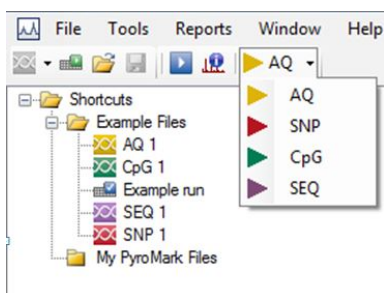 File Tools Reports Window Help
AQ
AQ
SNP
CpG
SEQ
Shortcuts
Example Files
AQ 1
CpG 1
Example run
SEQ 1
SNP 1
My PyroMark Files